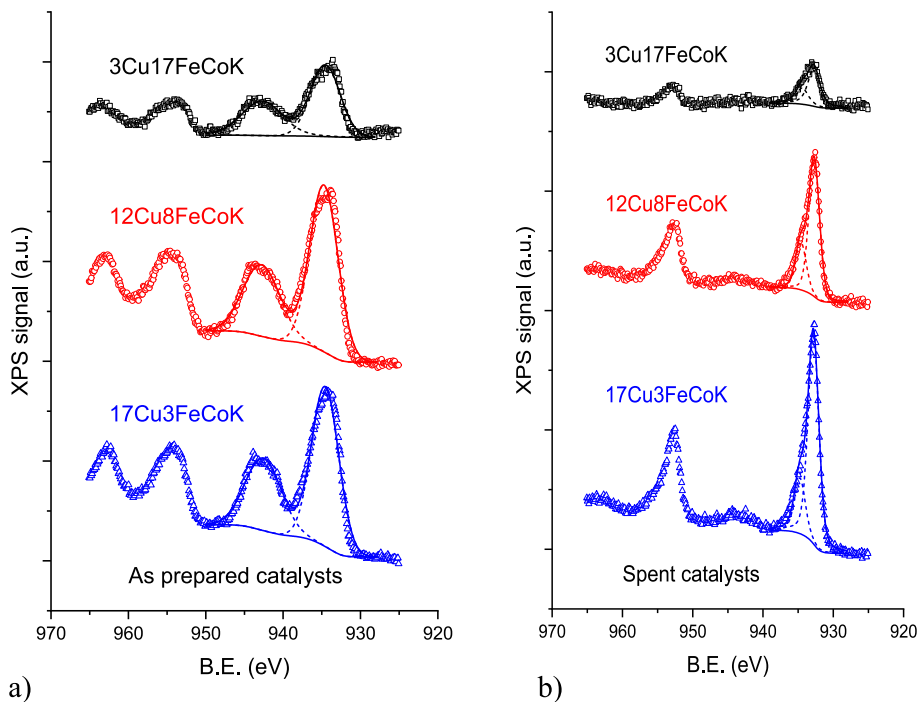 3Cu17FeCoK
12Cu8FeCoK
17Cu3FeCoK
As prepared catalysts
XPS signal (a.u.)
970 960 950 940 930 920
B.E. (eV)
a)
3Cu17FeCoK
12Cu8FeCoK
17Cu3FeCoK
Spent catalysts
XPS signal (a.u.)
970 960 950 940 930 920
B.E. (eV)
b)